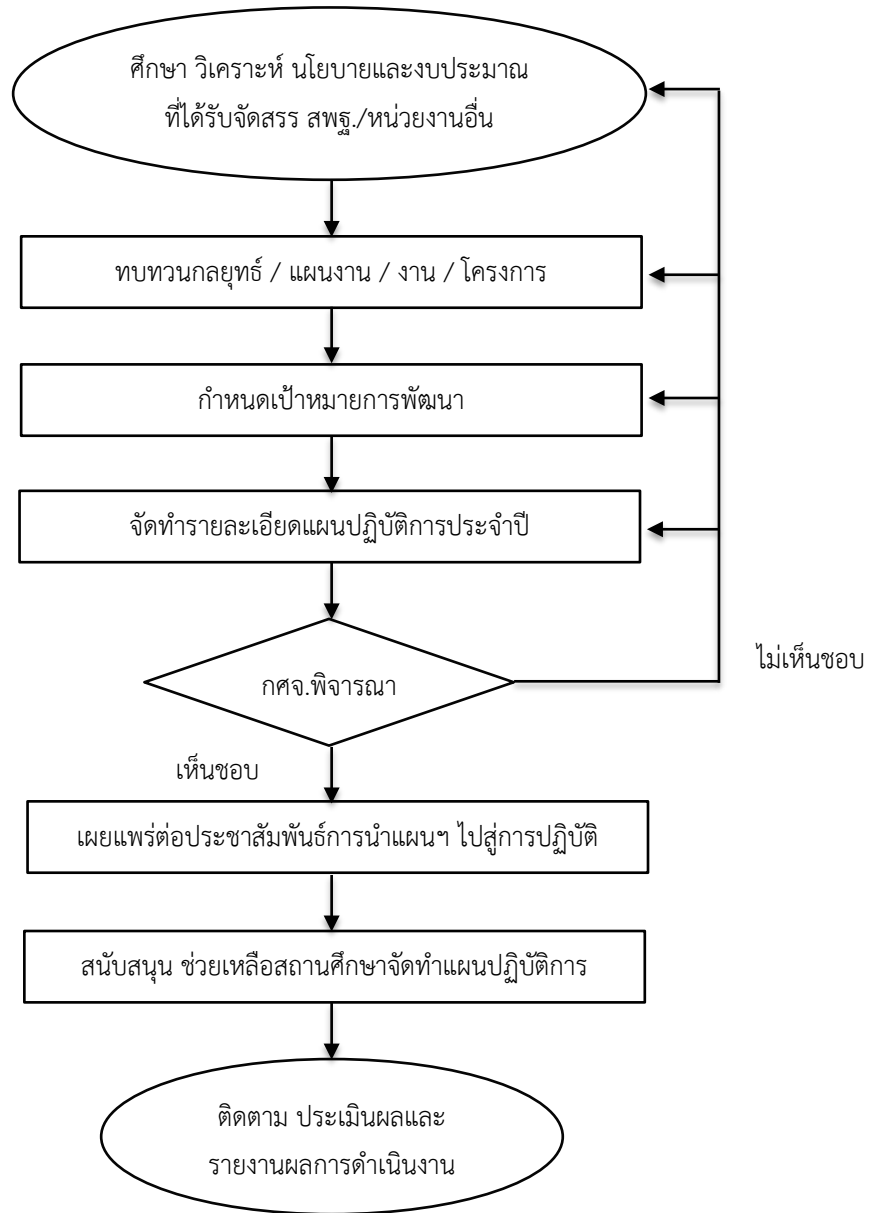 ศึกษา วิเคราะห์ นโยบายและงบประมาณ
ที่ได้รับจัดสรร สพฐ./หน่วยงานอื่น
ทบทวนกลยุทธ์ / แผนงาน / งาน / โครงการ
กำหนดเป้าหมายการพัฒนา
จัดทำรายละเอียดแผนปฏิบัติการประจำปี
กศจ.พิจารณา
ไม่เห็นชอบ
เห็นชอบ
เผยแพร่ต่อประชาสัมพันธ์การนำแผนฯ ไปสู่การปฏิบัติ
สนับสนุน ช่วยเหลือสถานศึกษาจัดทำแผนปฏิบัติการ
ติดตาม ประเมินผลและ
รายงานผลการดำเนินงาน